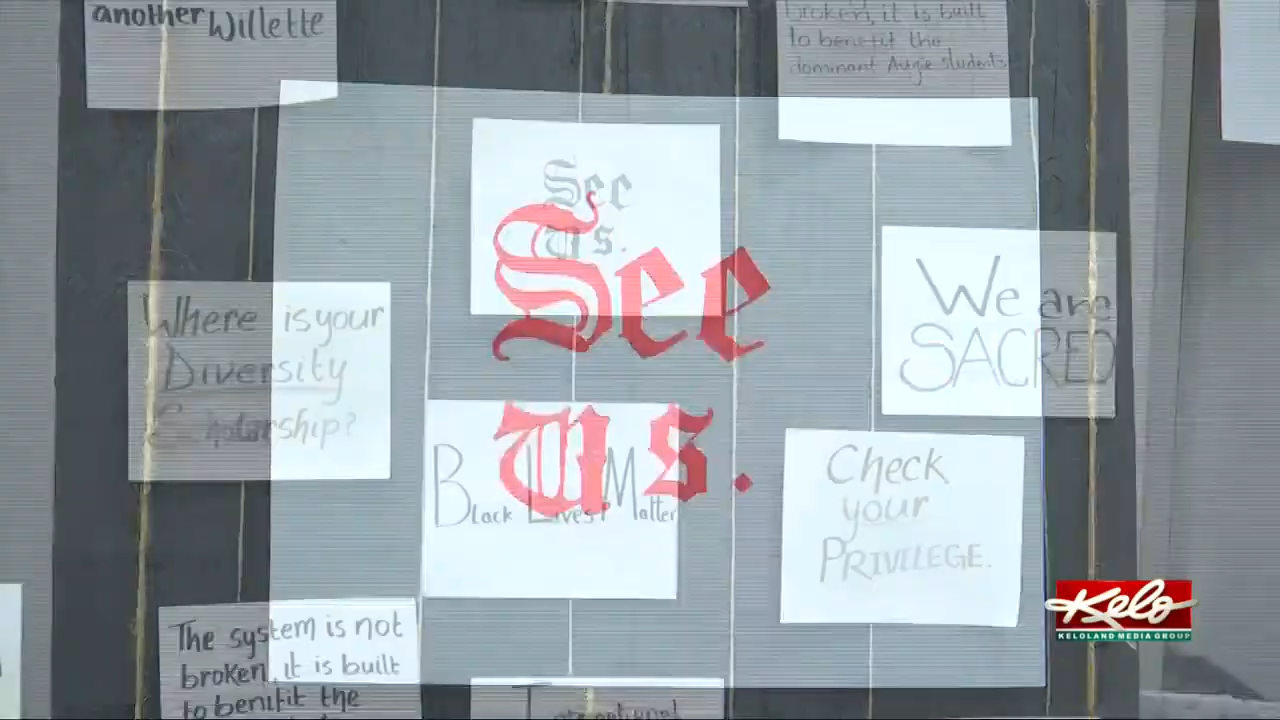 another Willette
broken, it is built
to benefit the
dominant Augie students
See
Us.
See
Us.
We are
SACRED
Where is your
Diversity
Scholarship?
Black Lives Matter
Check
your
PRIVILEGE.
The system is not
broken, it is built
to benifit the
Kelo
KELOLAND MEDIA GROUP